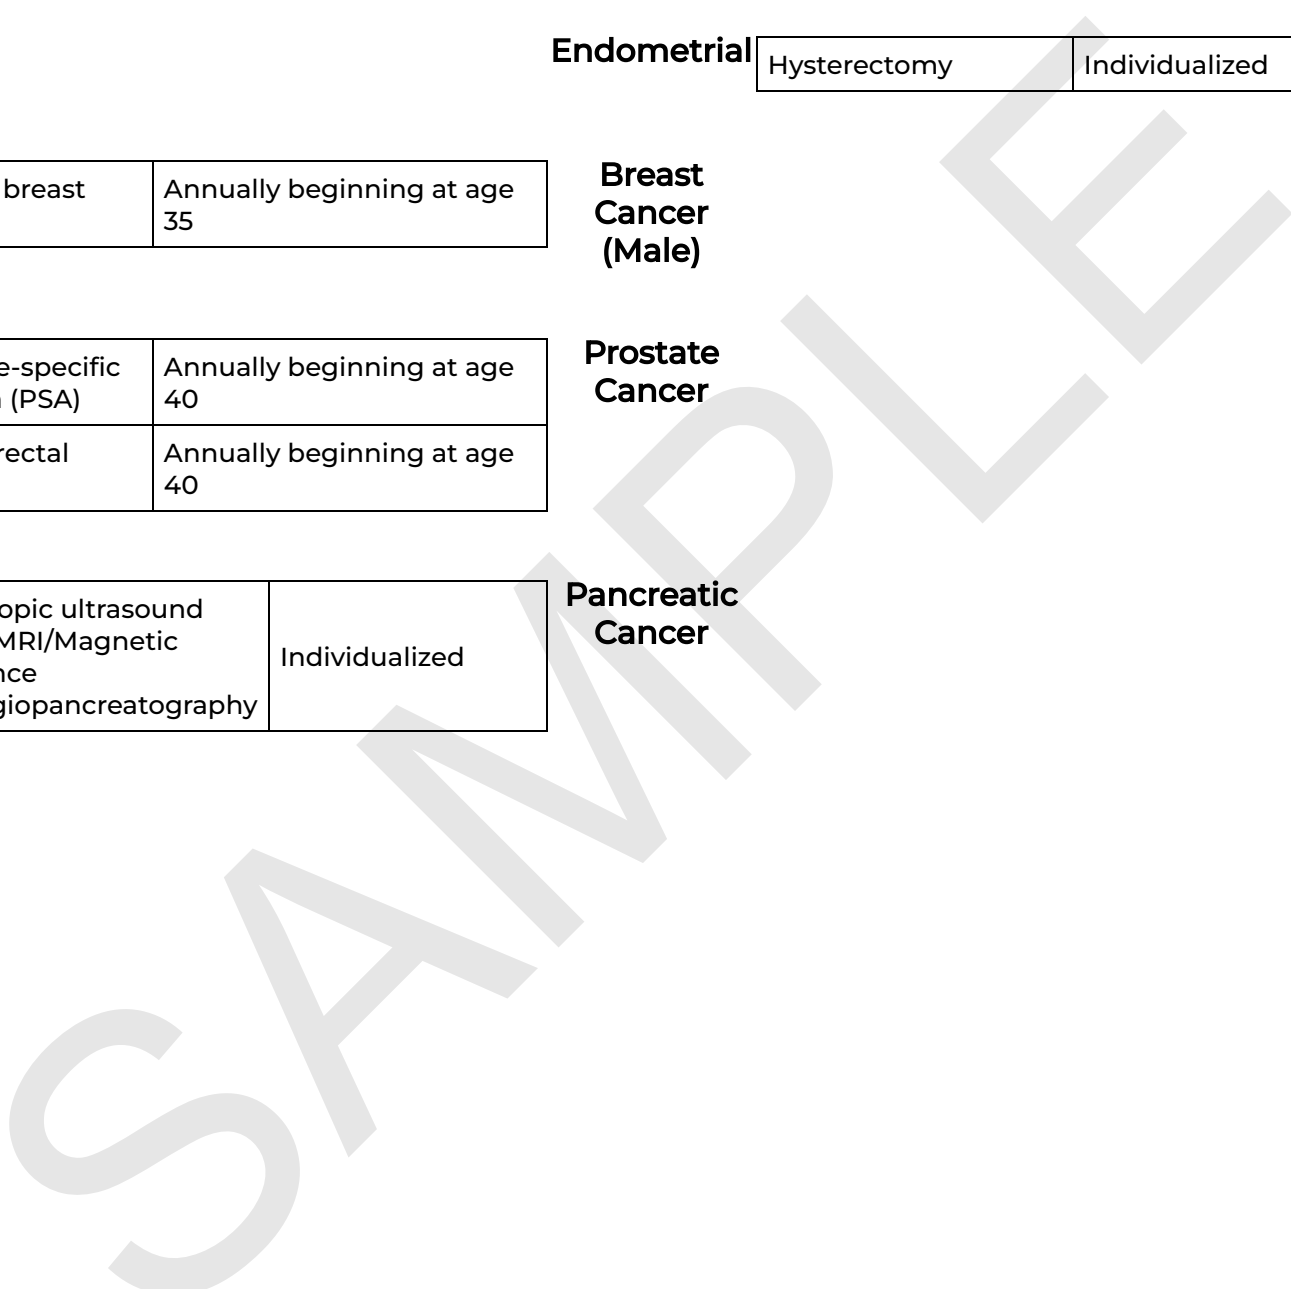 Endometrial Hysterectomy Individualized
breast Annually beginning at age Breast
35 Cancer
(Male)
e-specific Annually beginning at age Prostate
(PSA) 40 Cancer
rectal Annually beginning at age
40
opic ultrasound Pancreatic
MRI/Magnetic Cancer
nce Individualized
giopancreatography
SAMPLE